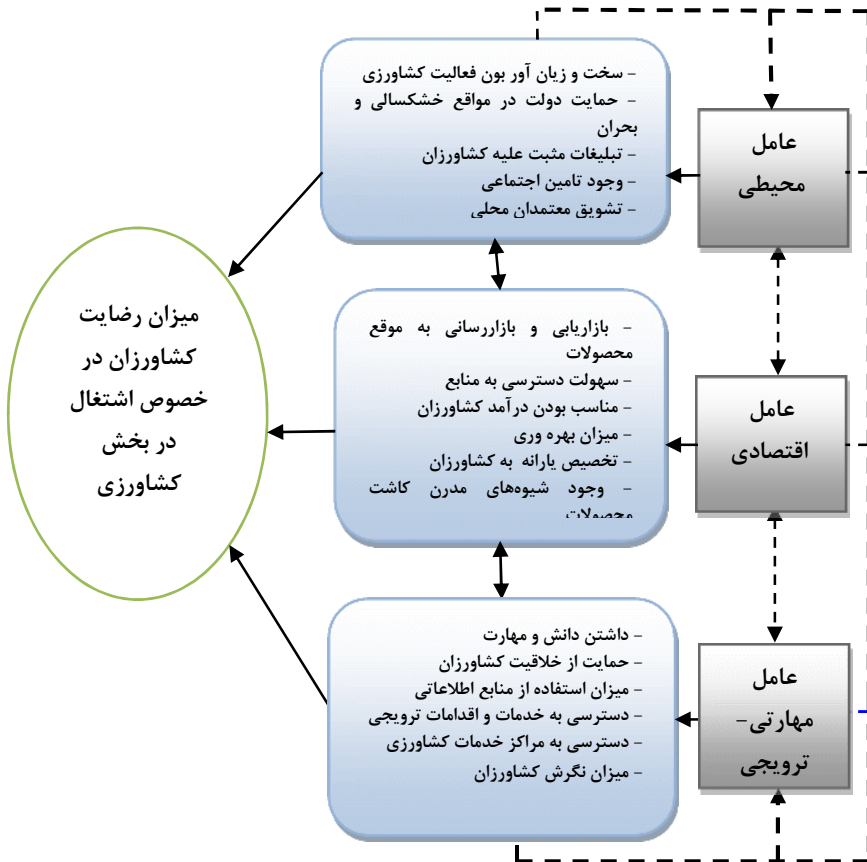 – سخت و زیان آور بون فعالیت کشاورزی
– حمایت دولت در مواقع خشکسالی و
بحران
– تبلیغات مثبت علیه کشاورزان
– وجود تامین اجتماعی
– تشویق معتمدان محلی
عامل
محیطی
میزان رضایت
کشاورزان در
خصوص اشتغال
در بخش
کشاورزی
– بازاریابی و بازاررسانی به موقع
محصولات
– سهولت دسترسی به منابع
– مناسب بودن درآمد کشاورزان
– میزان بهره وری
– تخصیص یارانه به کشاورزان
– وجود شیوه‌های مدرن کاشت
محصولات
عامل
اقتصادی
– داشتن دانش و مهارت
– حمایت از خلاقیت کشاورزان
– میزان استفاده از منابع اطلاعاتی
– دسترسی به خدمات و اقدامات ترویجی
– دسترسی به مراکز خدمات کشاورزی
– میزان نگرش کشاورزان
عامل
مهارتی–
ترویجی